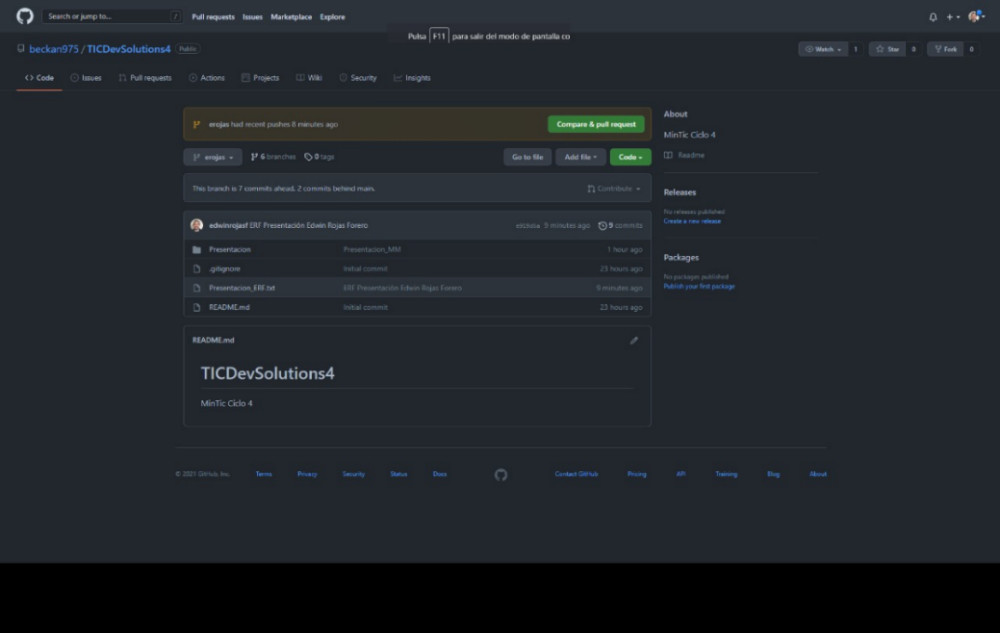 Search or jump to... /
Pull requests Issues Marketplace Explore
Pulsa F11 para salir del modo de pantalla co
beckan975 / TICDevSolutions4 Public
Watch 1 Star 0 Fork 0
Code Issues Pull requests Actions Projects Wiki Security Insights
erojas had recent pushes 8 minutes ago Compare & pull request
erojas 6 branches 0 tags Go to file Add file Code
This branch is 7 commits ahead, 2 commits behind main. Contribute
edwinrojasf ERF Presentación Edwin Rojas Forero 9 minutes ago 9 commits
Presentacion Presentacion_MM 1 hour ago
.gitignore Initial commit 23 hours ago
Presentacion_ERF.txt ERF Presentación Edwin Rojas Forero 9 minutes ago
README.md Initial commit 23 hours ago
README.md
TICDevSolutions4
MinTic Ciclo 4
About
MinTic Ciclo 4
Readme
Releases
No releases published
Create a new release
Packages
No packages published
Publish your first package
© 2021 GitHub, Inc. Terms Privacy Security Status Docs Contact GitHub Pricing API Training Blog About